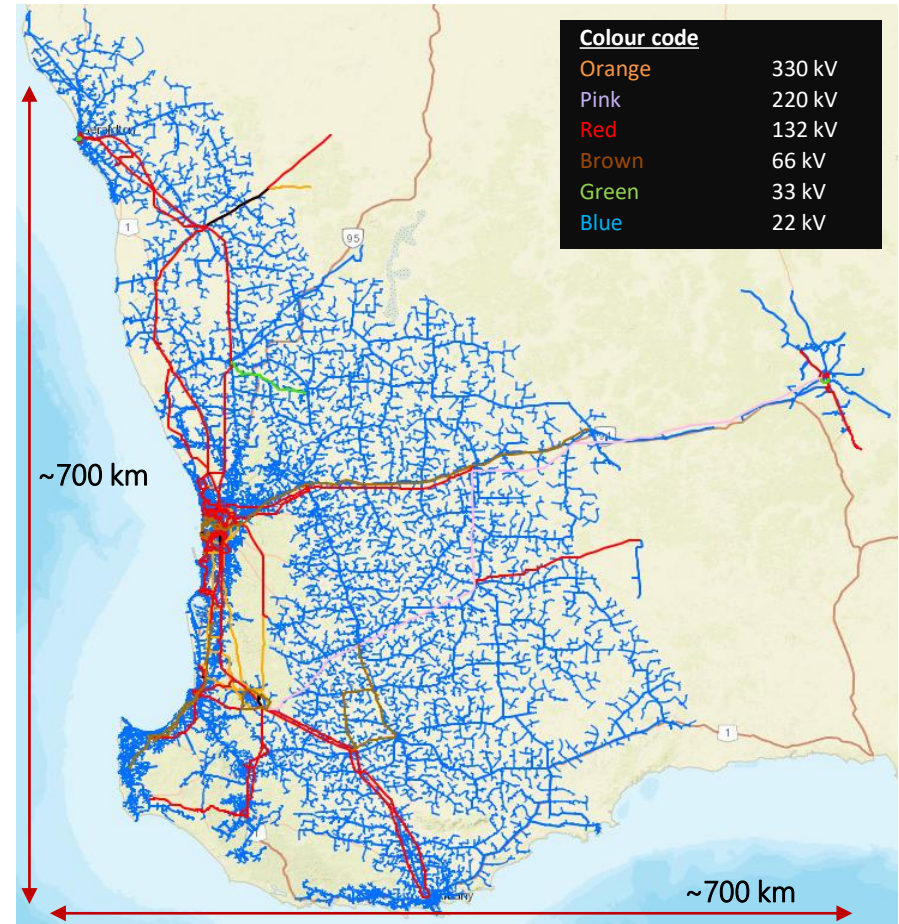 Colour code
Orange 330 kV
Pink 220 kV
Red 132 kV
Brown 66 kV
Green 33 kV
Blue 22 kV
Geraldton
1
95
~700 km
1
~700 km